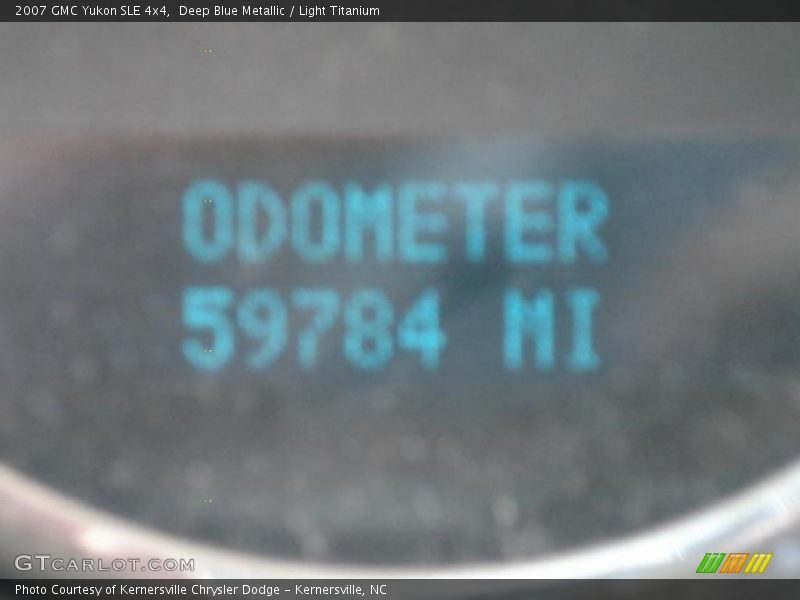 2007 GMC Yukon SLE 4x4,  Deep Blue Metallic / Light Titanium
ODOMETER
59784 MI
GTCARLOT.COM
Photo Courtesy of Kernersville Chrysler Dodge – Kernersville, NC